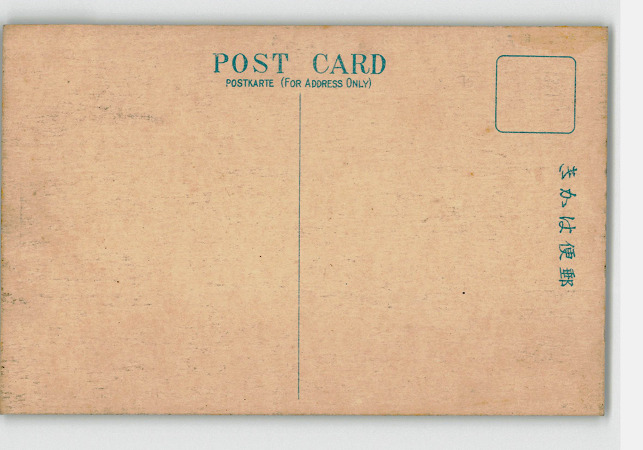 POST CARD
POSTKARTE (FOR ADDRESS ONLY)
きかは便郵